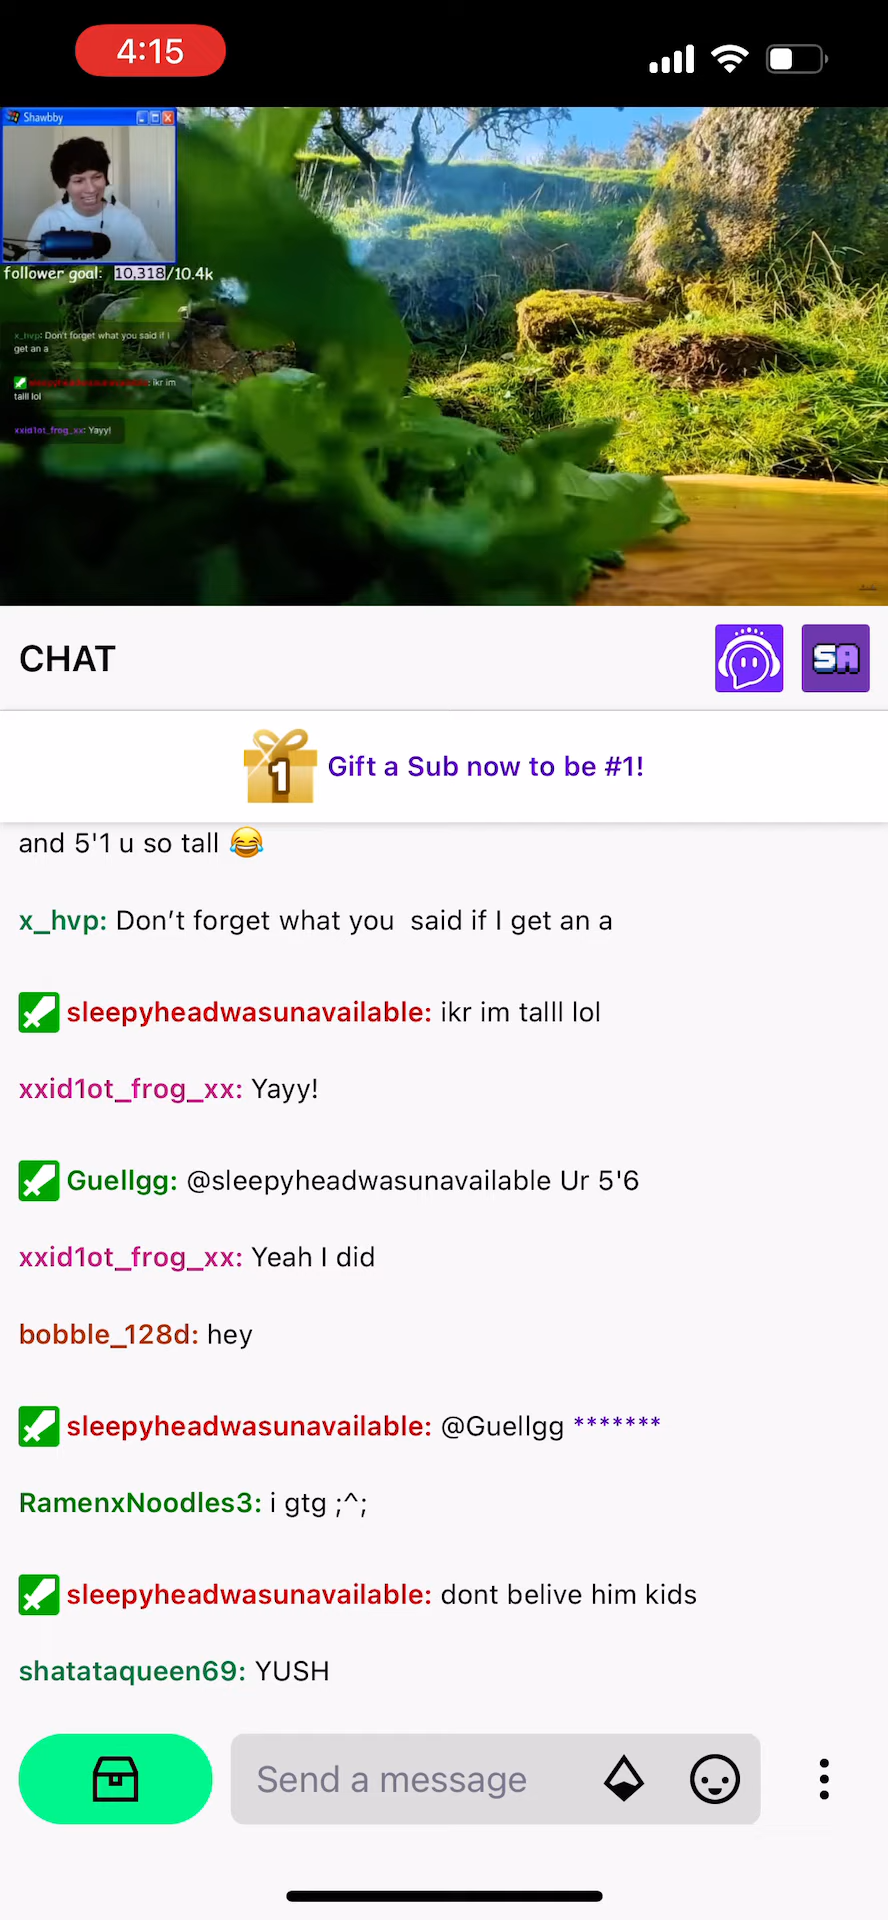 4:15
Shawbby
follower goal: 10,318/10.4k
x_hvp: Don't forget what you said if I
get an a
sleepyheadwasunavailable: ikr im
talll lol
xxid1ot_frog_xx: Yayy!
CHAT
SA
1 Gift a Sub now to be #1!
and 5'1 u so tall 😂
x_hvp: Don't forget what you  said if I get an a
sleepyheadwasunavailable: ikr im talll lol
xxid1ot_frog_xx: Yayy!
Guellgg: @sleepyheadwasunavailable Ur 5'6
xxid1ot_frog_xx: Yeah I did
bobble_128d: hey
sleepyheadwasunavailable: @Guellgg *******
RamenxNoodles3: i gtg ;^;
sleepyheadwasunavailable: dont belive him kids
shatataqueen69: YUSH
Send a message